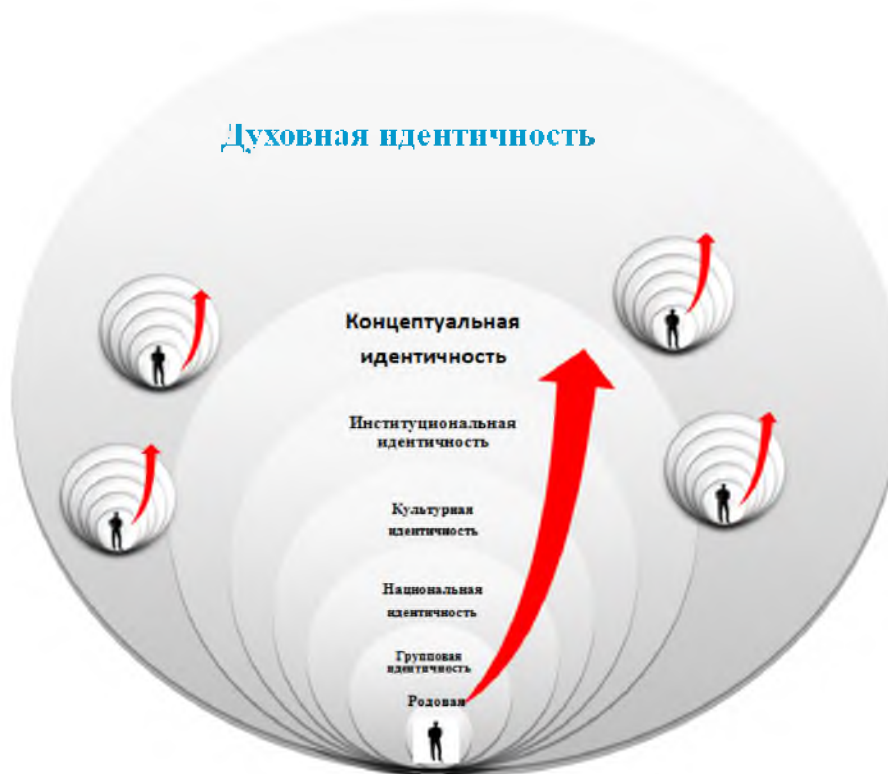 Духовная идентичность
Концептуальная
идентичность
Институциональная
идентичность
Культурная
идентичность
Национальная
идентичность
Групповая
идентичность
Родовая